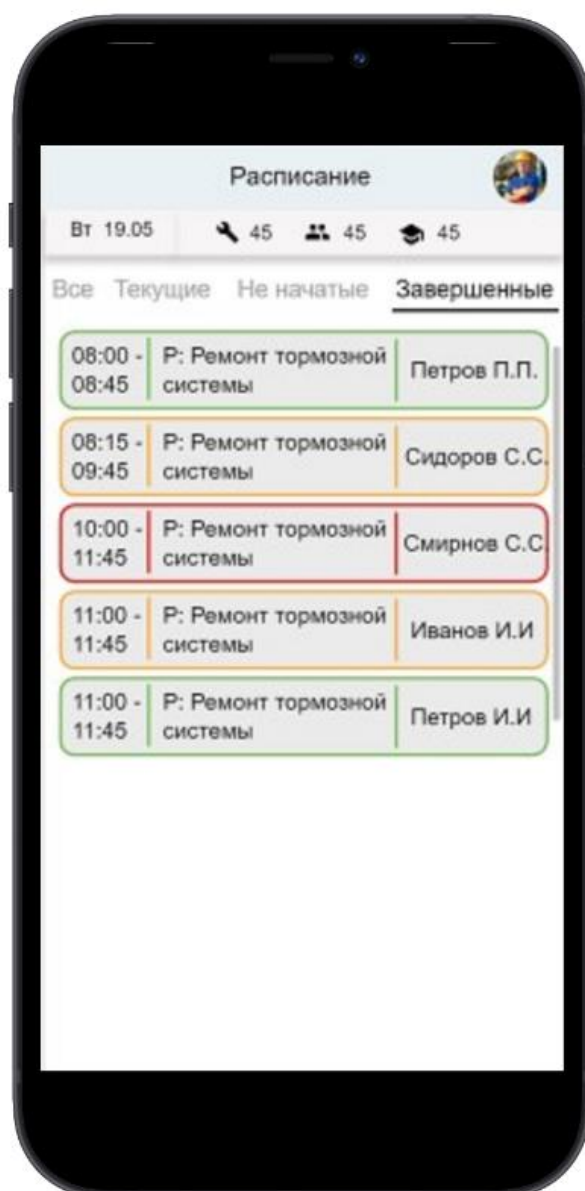 Расписание
Вт 19.05 45 45 45
Все Текущие Не начатые Завершенные
08:00 - Р: Ремонт тормозной Петров П.П.
08:45 системы
08:15 - Р: Ремонт тормозной Сидоров С.С.
09:45 системы
10:00 - Р: Ремонт тормозной Смирнов С.С.
11:45 системы
11:00 - Р: Ремонт тормозной Иванов И.И
11:45 системы
11:00 - Р: Ремонт тормозной Петров И.И
11:45 системы